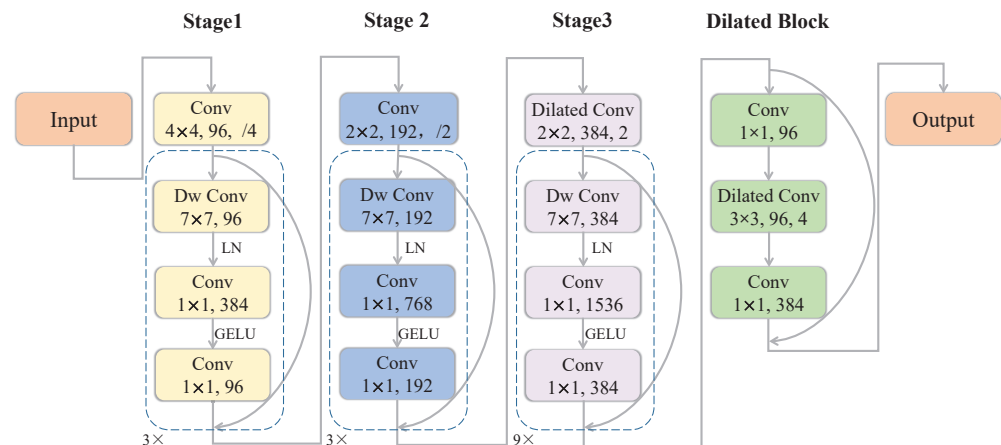 Stage1
Stage 2
Stage3
Dilated Block
Input
Conv
4×4, 96, /4
Dw Conv
7×7, 96
LN
Conv
1×1, 384
GELU
Conv
1×1, 96
3×
Conv
2×2, 192, /2
Dw Conv
7×7, 192
LN
Conv
1×1, 768
GELU
Conv
1×1, 192
3×
Dilated Conv
2×2, 384, 2
Dw Conv
7×7, 384
LN
Conv
1×1, 1536
GELU
Conv
1×1, 384
9×
Conv
1×1, 96
Dilated Conv
3×3, 96, 4
Conv
1×1, 384
Output